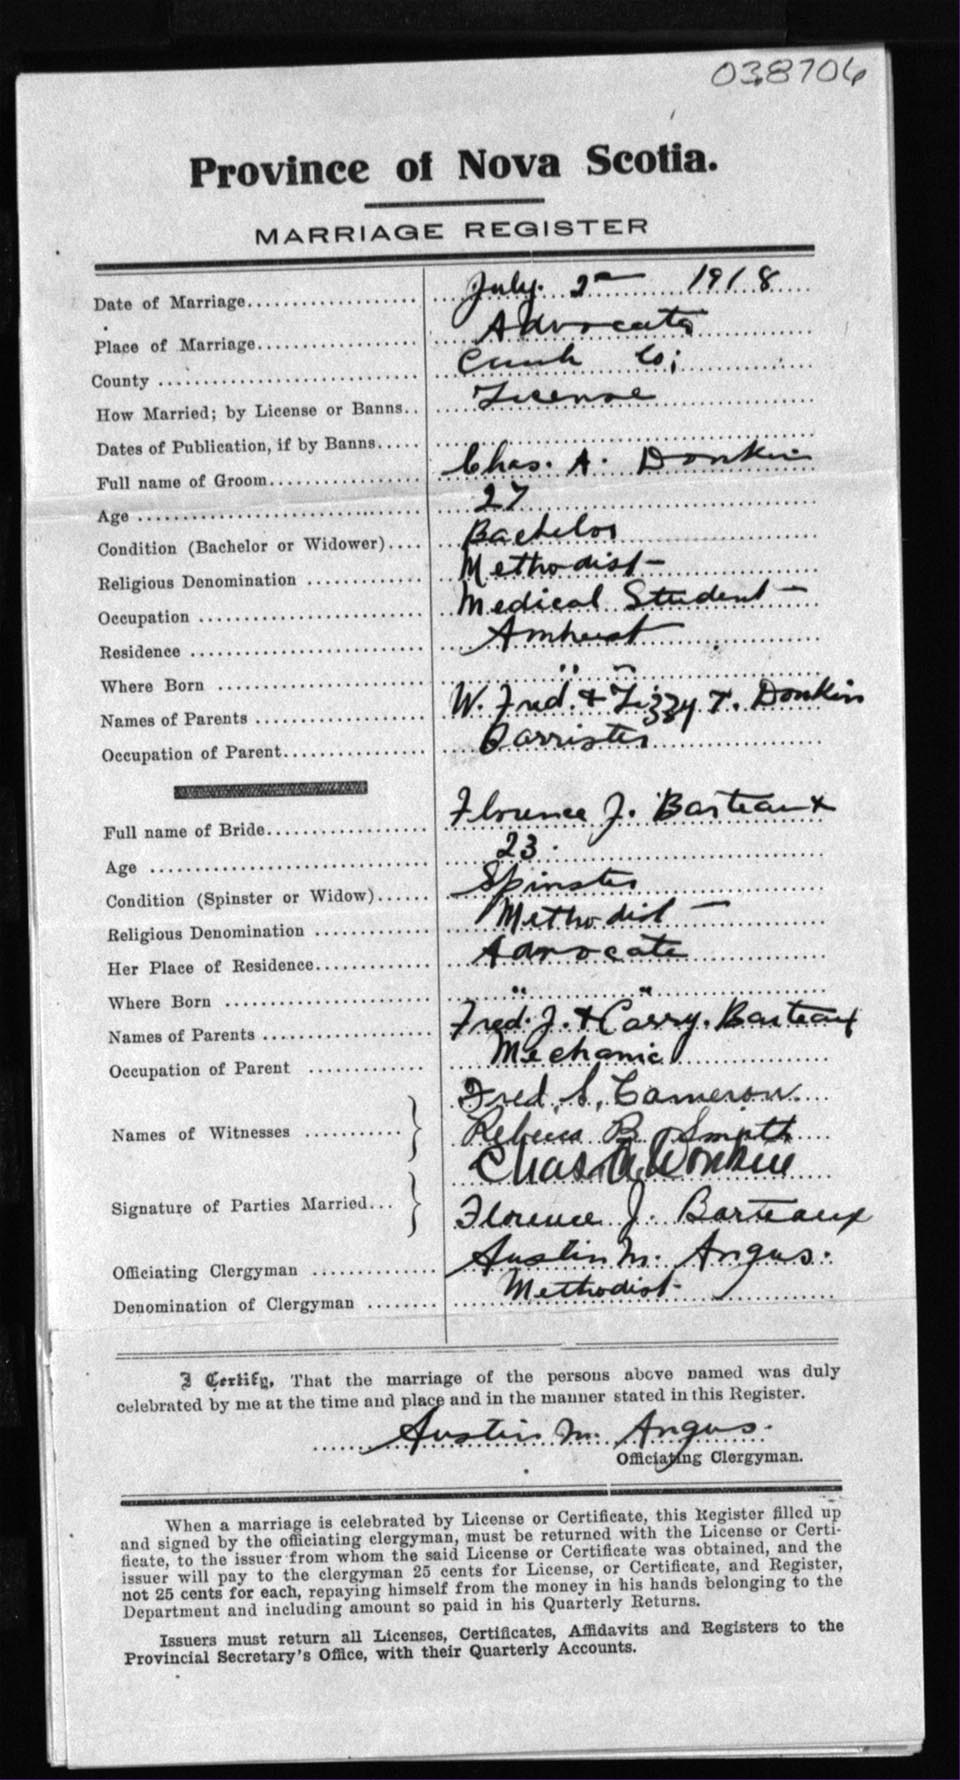 038706
Province of Nova Scotia.
MARRIAGE REGISTER
Date of Marriage.................... July. 2nd 1918
Place of Marriage................... Advocate
County .............................. Cumb Co;
How Married; by License or Banns.. License
Dates of Publication, if by Banns.....
Full name of Groom.................. Chas. A. Donkin
Age ................................. 27
Condition (Bachelor or Widower).... Bachelor
Religious Denomination ............. Methodist
Occupation .......................... Medical Student
Residence ........................... Amherst
Where Born ........................ " "
Names of Parents ................... W. Fred. & Lizzy T. Donkin
Occupation of Parent................ Barrister
Full name of Bride................... Florence J. Barteaux
Age ................................. 23
Condition (Spinster or Widow)...... Spinster
Religious Denomination ............. Methodist
Her Place of Residence.............. Advocate
Where Born ......................... " "
Names of Parents .................... Fred. J. & Carry. Barteaux
Occupation of Parent ............... Mechanic
Fred. S. Cameron.
Names of Witnesses ........... Rebecca B. Smith
Chas A Donkin
Signature of Parties Married...
Florence J. Barteaux
Officiating Clergyman ............... Austin M. Angus.
Denomination of Clergyman ........ Methodist.
I Certify, That the marriage of the persons above named was duly
celebrated by me at the time and place and in the manner stated in this Register.
Austin M. Angus.
Officiating Clergyman.
When a marriage is celebrated by License or Certificate, this Register filled up
and signed by the officiating clergyman, must be returned with the License or Certi-
ficate, to the issuer from whom the said License or Certificate was obtained, and the
issuer will pay to the clergyman 25 cents for License, or Certificate, and Register,
not 25 cents for each, repaying himself from the money in his hands belonging to the
Department and including amount so paid in his Quarterly Returns.
Issuers must return all Licenses, Certificates, Affidavits and Registers to the
Provincial Secretary's Office, with their Quarterly Accounts.